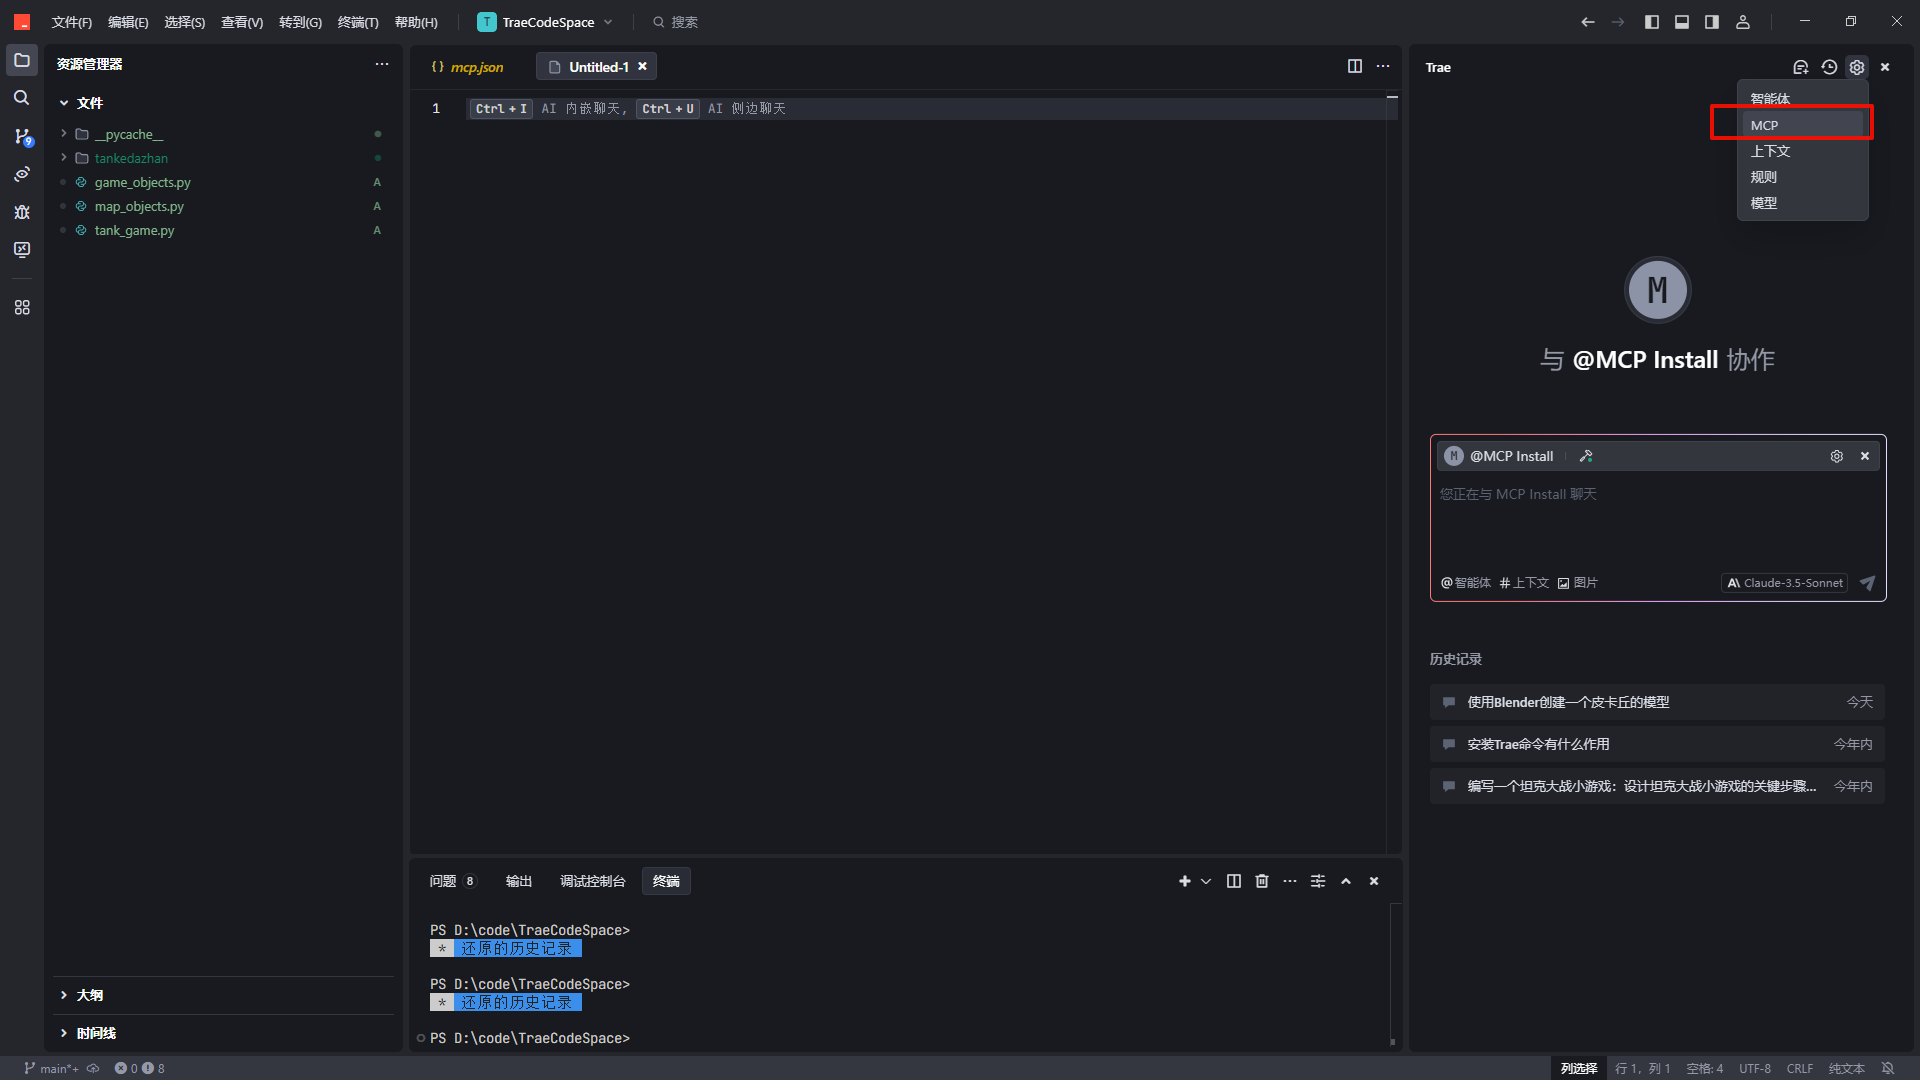 文件(F) 编辑(E) 选择(S) 查看(V) 转到(G) 终端(T) 帮助(H) T TraeCodeSpace 搜索
资源管理器
文件
__pycache__
tankedazhan
game_objects.py A
map_objects.py A
tank_game.py A
9
大纲
时间线
{} mcp.json Untitled-1
1 Ctrl + I AI 内嵌聊天, Ctrl + U AI 侧边聊天
问题 8 输出 调试控制台 终端
PS D:\code\TraeCodeSpace>
* 还原的历史记录
PS D:\code\TraeCodeSpace>
* 还原的历史记录
PS D:\code\TraeCodeSpace>
Trae
智能体
MCP
上下文
规则
模型
M
与 @MCP Install 协作
M @MCP Install
您正在与 MCP Install 聊天
@智能体 #上下文 图片 Claude-3.5-Sonnet
历史记录
使用Blender创建一个皮卡丘的模型 今天
安装Trae命令有什么作用 今年内
编写一个坦克大战小游戏：设计坦克大战小游戏的关键步骤... 今年内
main*+ 0 8 列选择 行 1，列 1 空格: 4 UTF-8 CRLF 纯文本